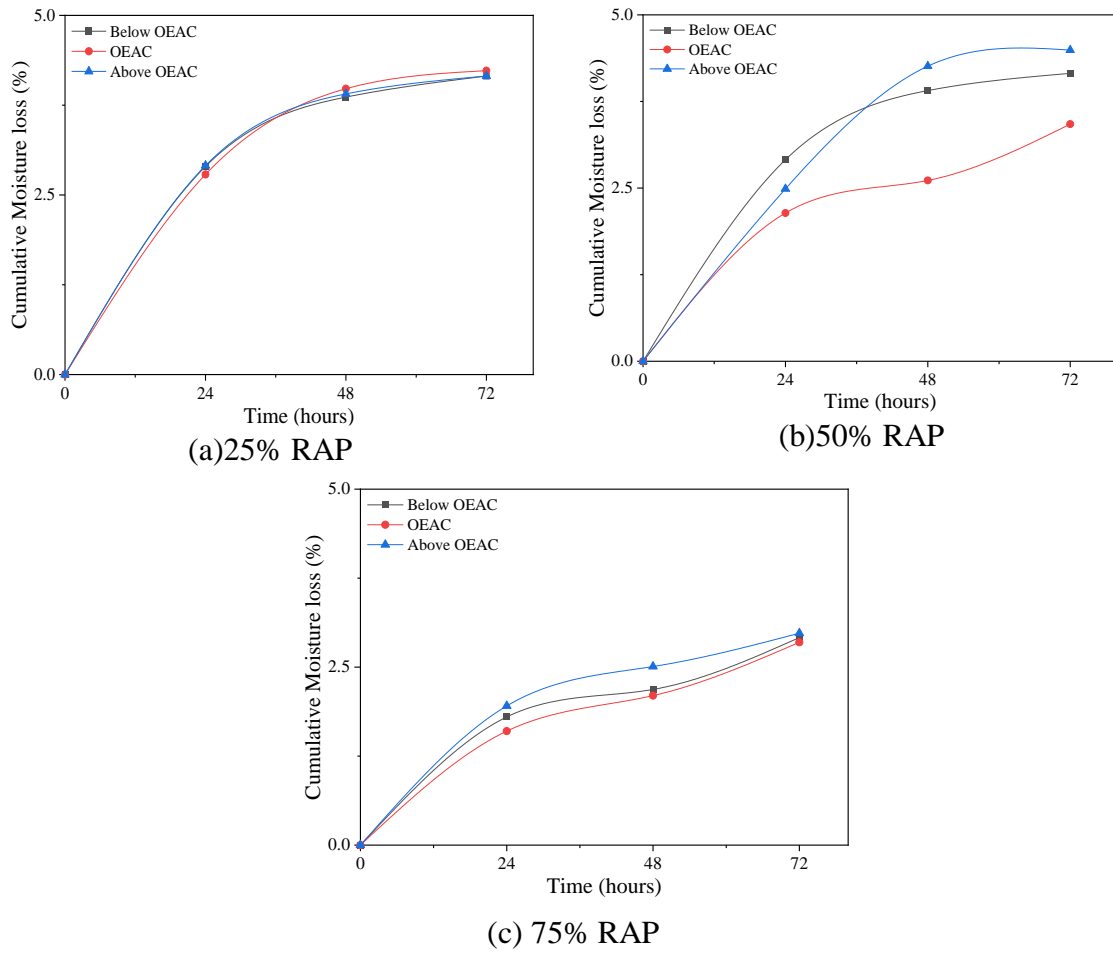 5.0
Below OEAC
OEAC
Above OEAC
Cumulative Moisture loss (%)
2.5
0.0
0 24 48 72
Time (hours)
(a)25% RAP
5.0
Below OEAC
OEAC
Above OEAC
Cumulative Moisture loss (%)
2.5
0.0
0 24 48 72
Time (hours)
(b)50% RAP
5.0
Below OEAC
OEAC
Above OEAC
Cumulative Moisture loss (%)
2.5
0.0
0 24 48 72
Time (hours)
(c) 75% RAP